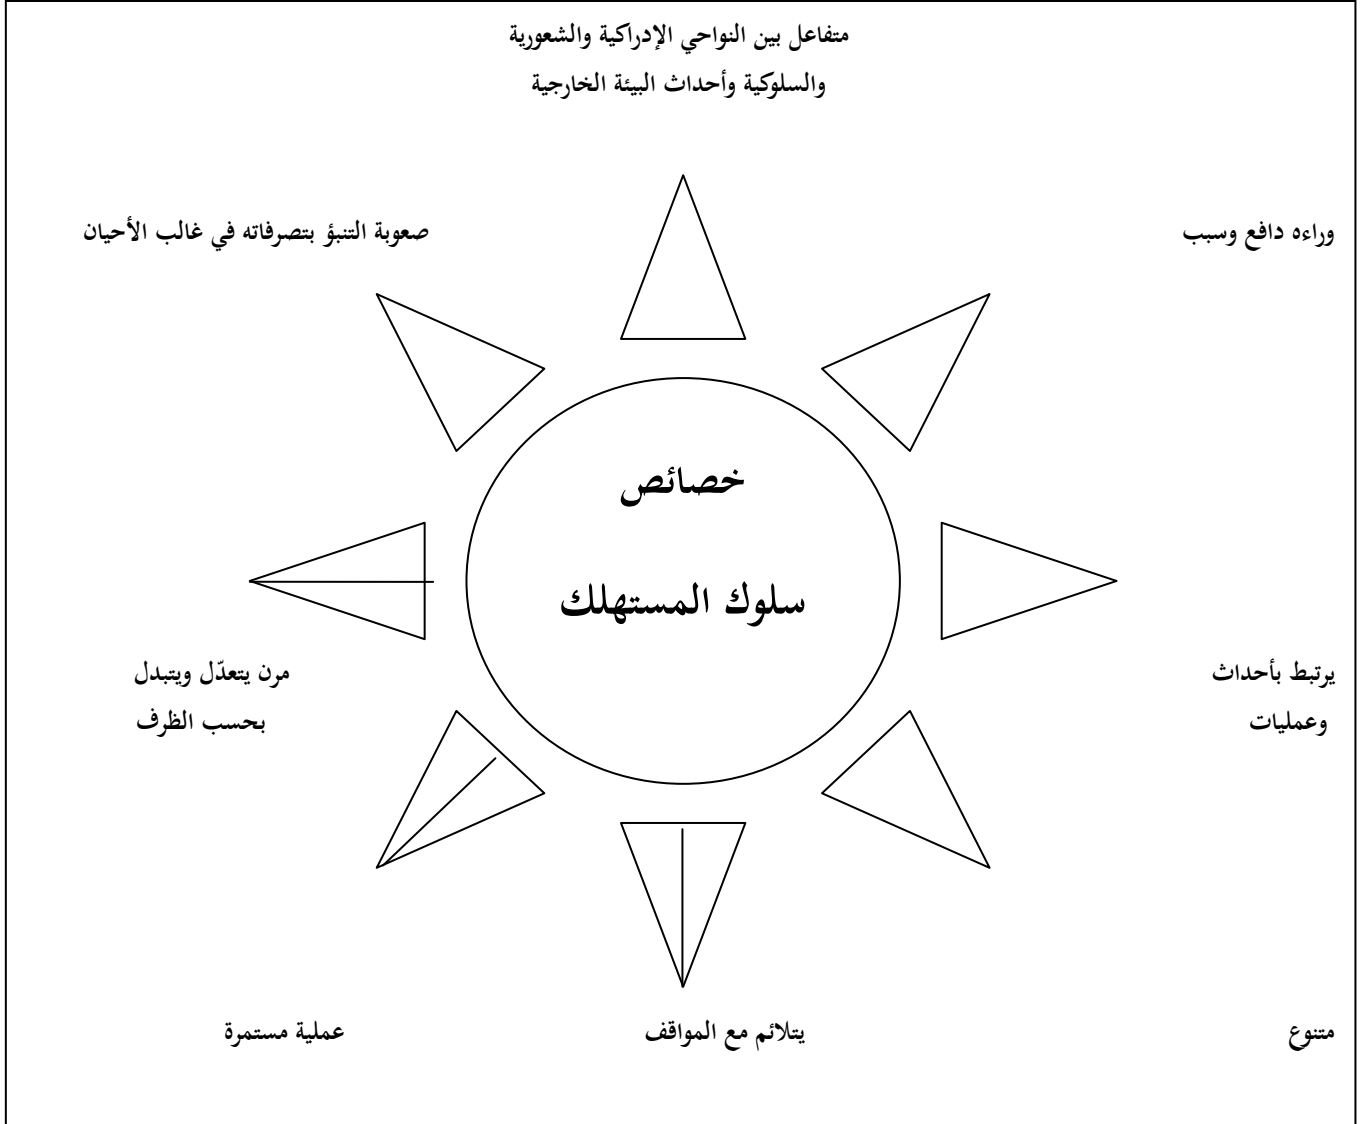 متفاعل بين النواحي الإدراكية والشعورية
والسلوكية وأحداث البيئة الخارجية
وراءه دافع وسبب
صعوبة التنبؤ بتصرفاته في غالب الأحيان
خصائص
سلوك المستهلك
يرتبط بأحداث
وعمليات
مرن يتعدّل ويتبدل
بحسب الظرف
متنوع
يتلائم مع المواقف
عملية مستمرة